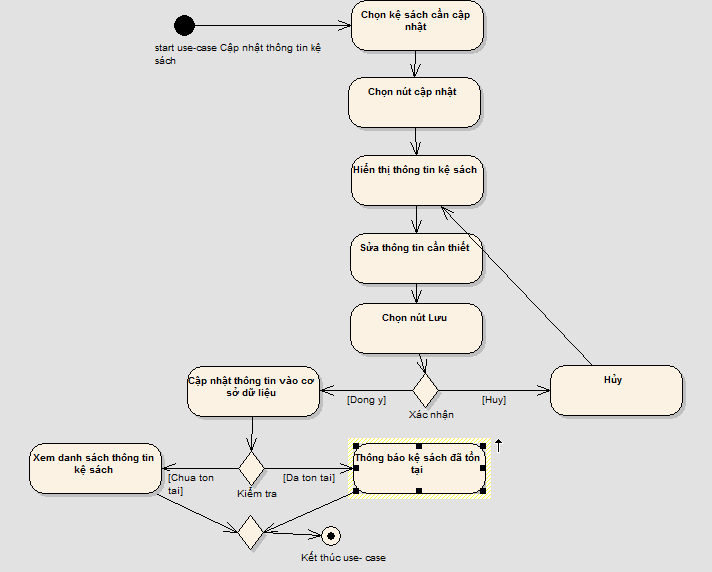 Chọn kệ sách cần cập
nhật
start use-case Cập nhật thông tin kệ
sách
Chọn nút cập nhật
Hiển thị thông tin kệ sách
Sửa thông tin cần thiết
Chọn nút Lưu
Cập nhật thông tin vào cơ
sở dữ liệu
[Dong y]
Xác nhận
[Huy]
Hủy
Xem danh sách thông tin
kệ sách
[Chua ton
tai]
Kiểm tra
[Da ton tai]
Thông báo kệ sách đã tồn
tại
Kết thúc use- case